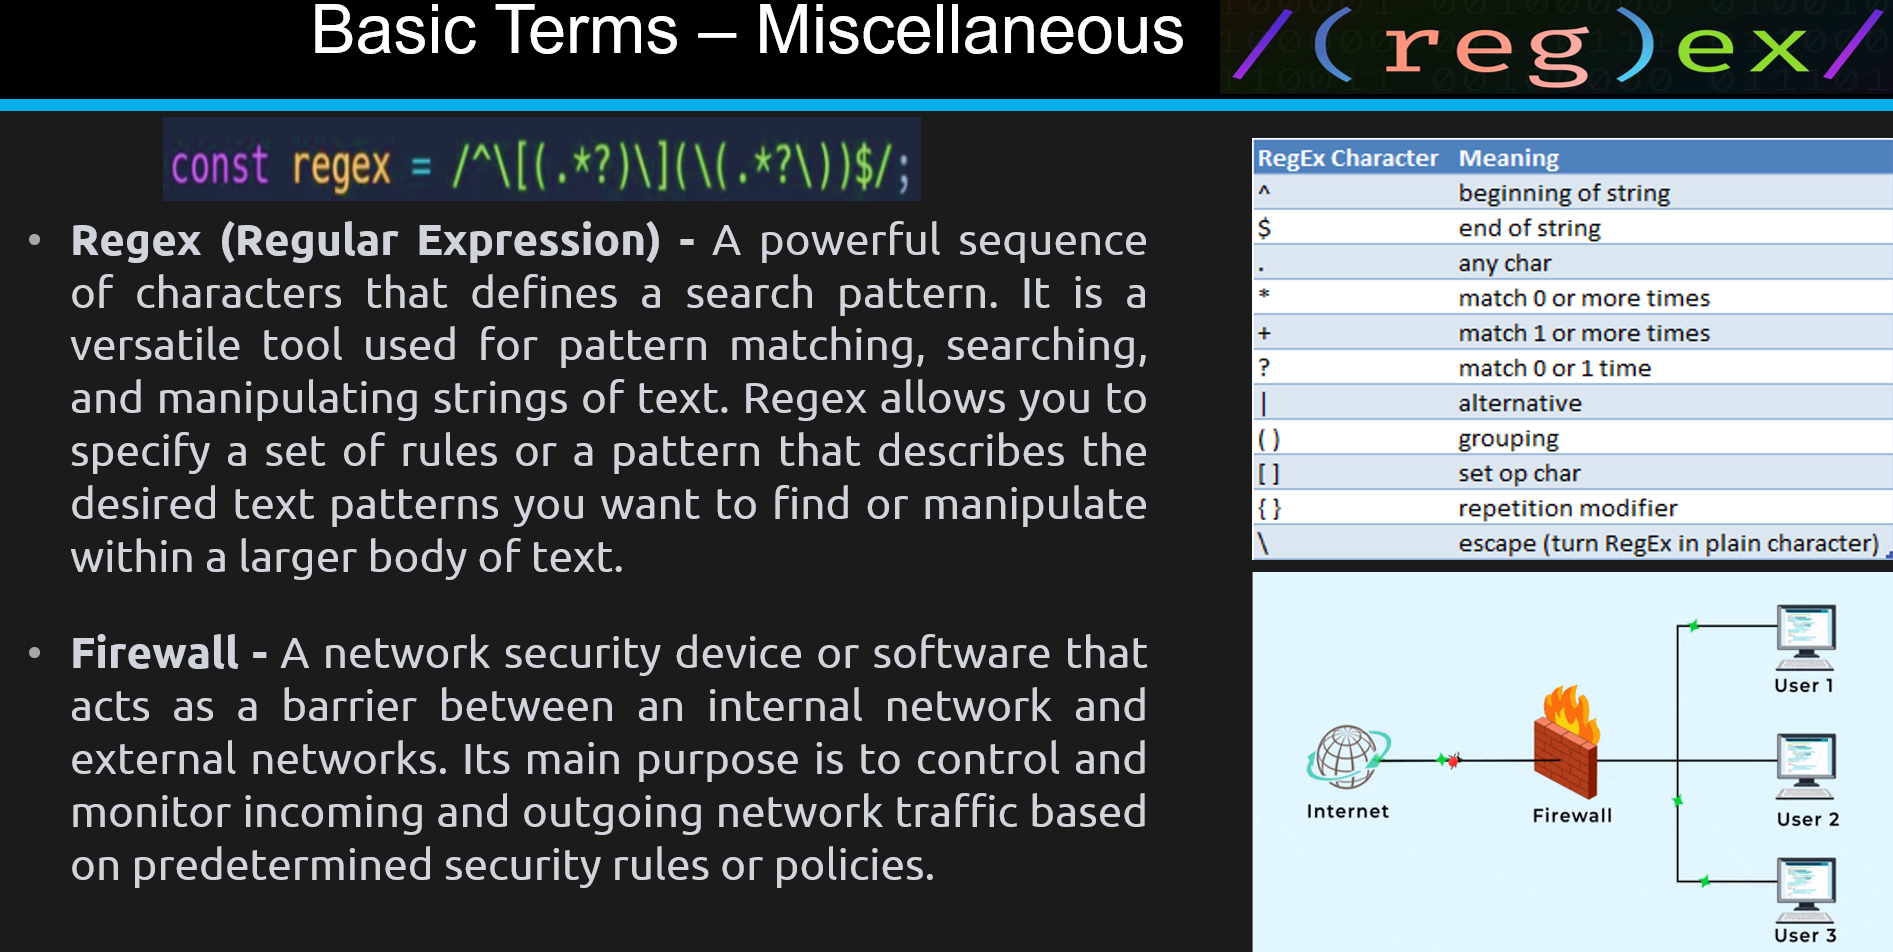 Basic Terms – Miscellaneous
/(reg)ex/
const regex = /^\[(.*?)\](\(.*?\))$/;
• Regex (Regular Expression) - A powerful sequence
of characters that defines a search pattern. It is a
versatile tool used for pattern matching, searching,
and manipulating strings of text. Regex allows you to
specify a set of rules or a pattern that describes the
desired text patterns you want to find or manipulate
within a larger body of text.
• Firewall - A network security device or software that
acts as a barrier between an internal network and
external networks. Its main purpose is to control and
monitor incoming and outgoing network traffic based
on predetermined security rules or policies.
RegEx Character Meaning
^ beginning of string
$ end of string
. any char
* match 0 or more times
+ match 1 or more times
? match 0 or 1 time
| alternative
( ) grouping
[ ] set op char
{ } repetition modifier
\ escape (turn RegEx in plain character)
User 1
Internet
Firewall
User 2
User 3